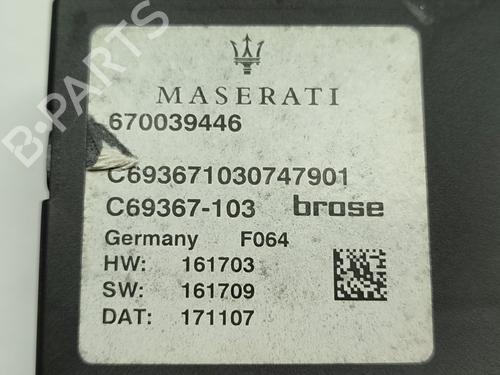 MASERATI
670039446
C693671030747901
C69367-103 brose
Germany F064
HW: 161703
SW: 161709
DAT: 171107
B-PARTS